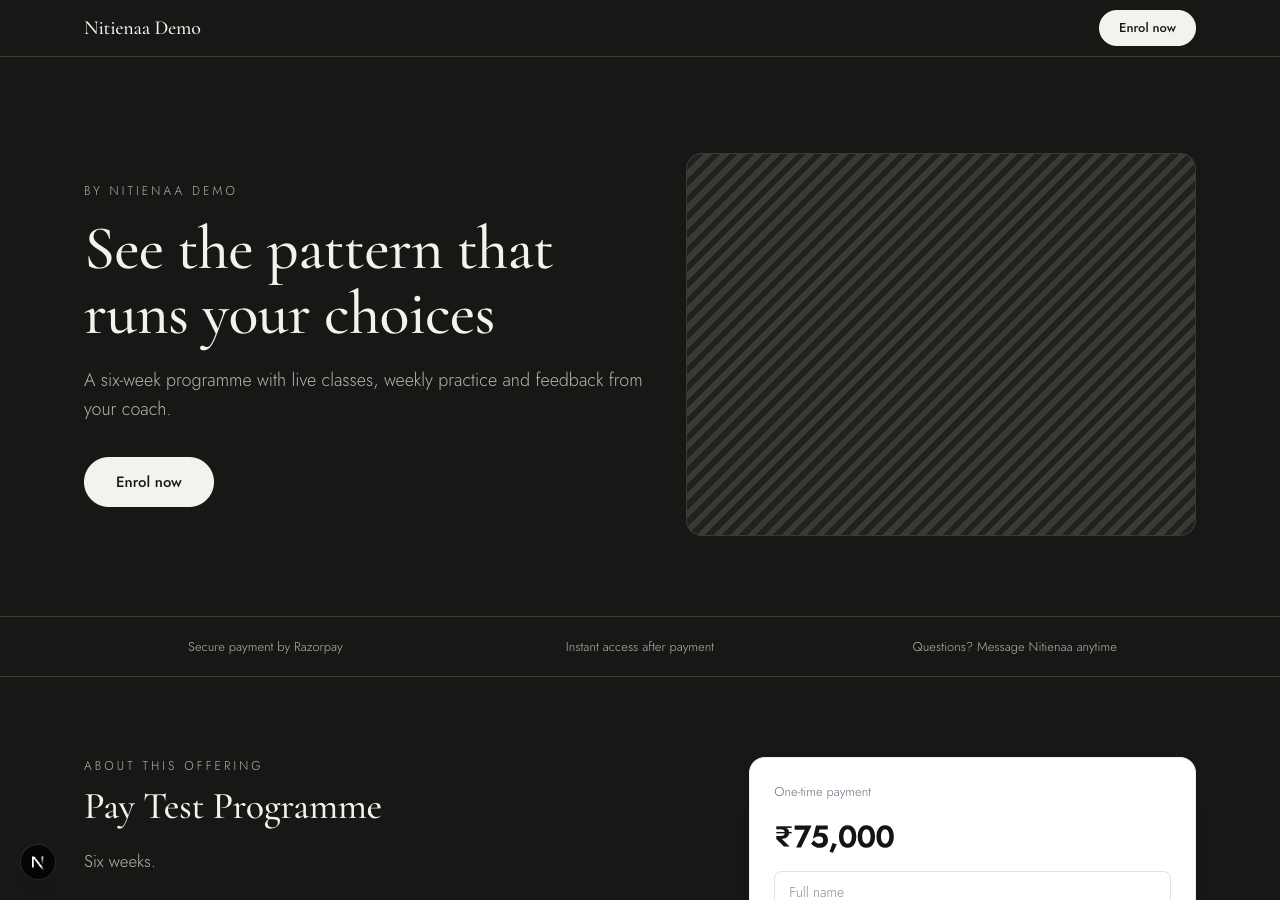 Nitienaa Demo
Enrol now
BY NITIENAA DEMO
See the pattern that
runs your choices
A six-week programme with live classes, weekly practice and feedback from
your coach.
Enrol now
Secure payment by Razorpay
Instant access after payment
Questions? Message Nitienaa anytime
ABOUT THIS OFFERING
Pay Test Programme
Six weeks.
One-time payment
₹75,000
Full name
N